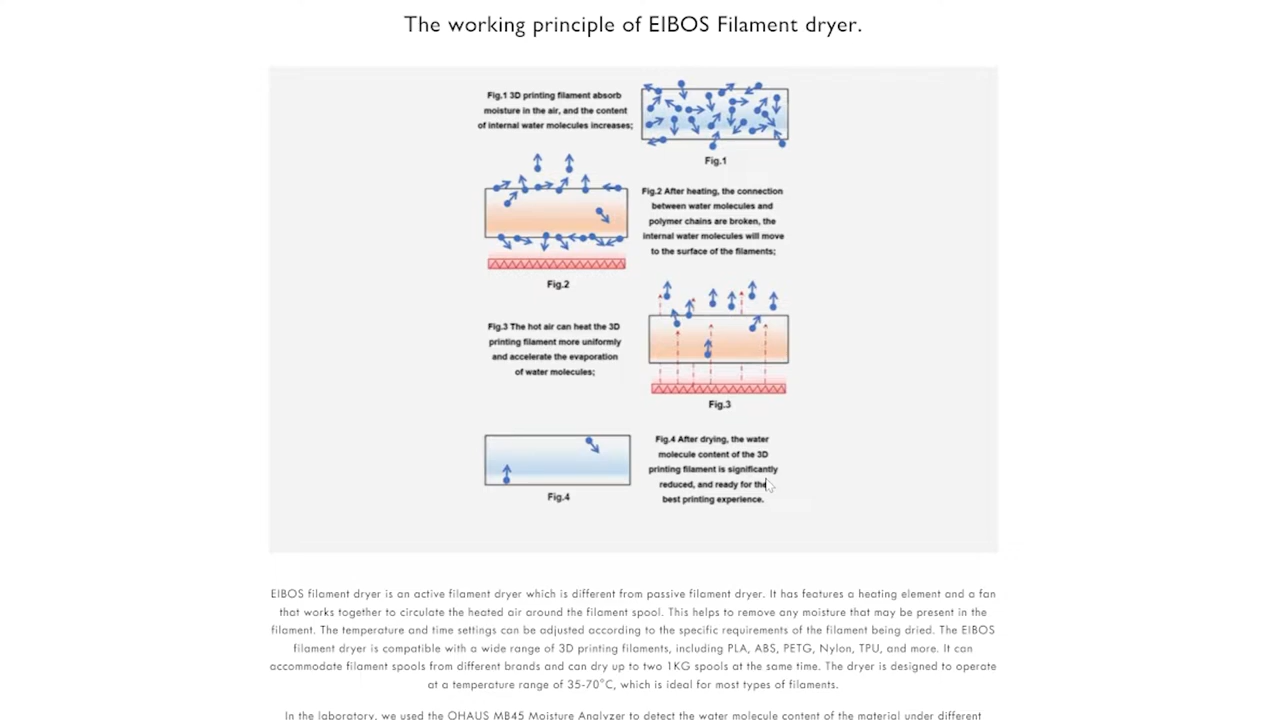 The working principle of EIBOS Filament dryer.
Fig.1 3D printing filament absorb
moisture in the air, and the content
of internal water molecules increases;
Fig.1
Fig.2 After heating, the connection
between water molecules and
polymer chains are broken, the
internal water molecules will move
to the surface of the filaments;
Fig.2
Fig.3 The hot air can heat the 3D
printing filament more uniformly
and accelerate the evaporation
of water molecules;
Fig.3
Fig.4 After drying, the water
molecule content of the 3D
printing filament is significantly
reduced, and ready for the
best printing experience.
Fig.4
EIBOS filament dryer is an active filament dryer which is different from passive filament dryer. It has features a heating element and a fan
that works together to circulate the heated air around the filament spool. This helps to remove any moisture that may be present in the
filament. The temperature and time settings can be adjusted according to the specific requirements of the filament being dried. The EIBOS
filament dryer is compatible with a wide range of 3D printing filaments, including PLA, ABS, PETG, Nylon, TPU, and more. It can
accommodate filament spools from different brands and can dry up to two 1KG spools at the same time. The dryer is designed to operate
at a temperature range of 35-70°C, which is ideal for most types of filaments.
In the laboratory, we used the OHAUS MB45 Moisture Analyzer to detect the water molecule content of the material under different